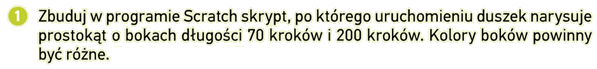 1 Zbuduj w programie Scratch skrypt, po którego uruchomieniu duszek narysuje
prostokąt o bokach długości 70 kroków i 200 kroków. Kolory boków powinny
być różne.